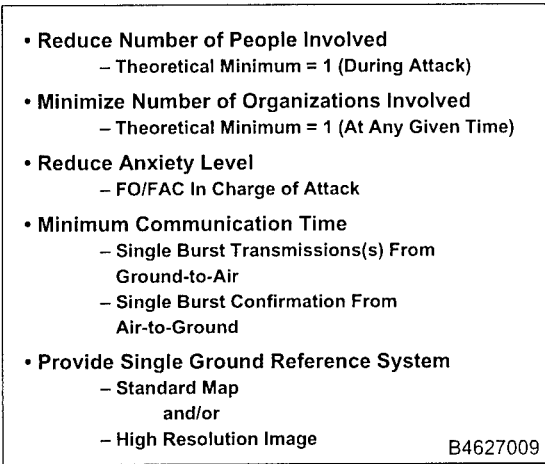 • Reduce Number of People Involved
– Theoretical Minimum = 1 (During Attack)
• Minimize Number of Organizations Involved
– Theoretical Minimum = 1 (At Any Given Time)
• Reduce Anxiety Level
– FO/FAC In Charge of Attack
• Minimum Communication Time
– Single Burst Transmissions(s) From
Ground-to-Air
– Single Burst Confirmation From
Air-to-Ground
• Provide Single Ground Reference System
– Standard Map
and/or
– High Resolution Image
B4627009